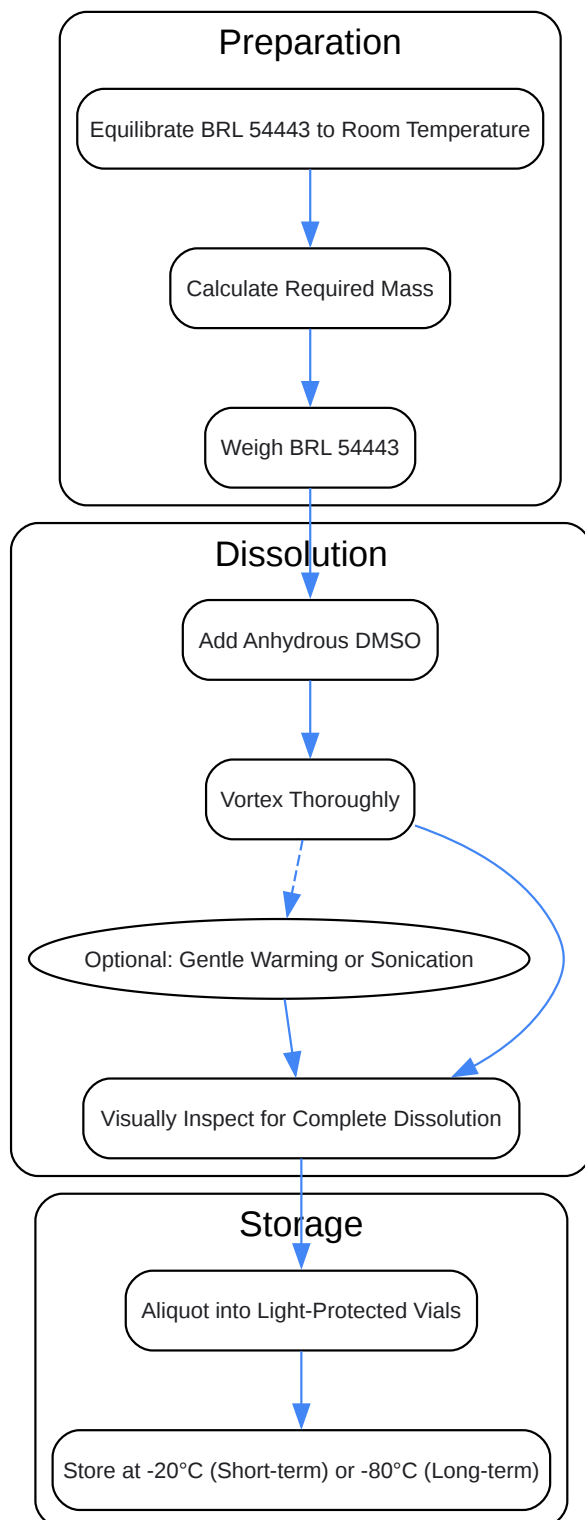 Preparation
Equilibrate BRL 54443 to Room Temperature
Calculate Required Mass
Weigh BRL 54443
Dissolution
Add Anhydrous DMSO
Vortex Thoroughly
Optional: Gentle Warming or Sonication
Visually Inspect for Complete Dissolution
Storage
Aliquot into Light-Protected Vials
Store at -20°C (Short-term) or -80°C (Long-term)